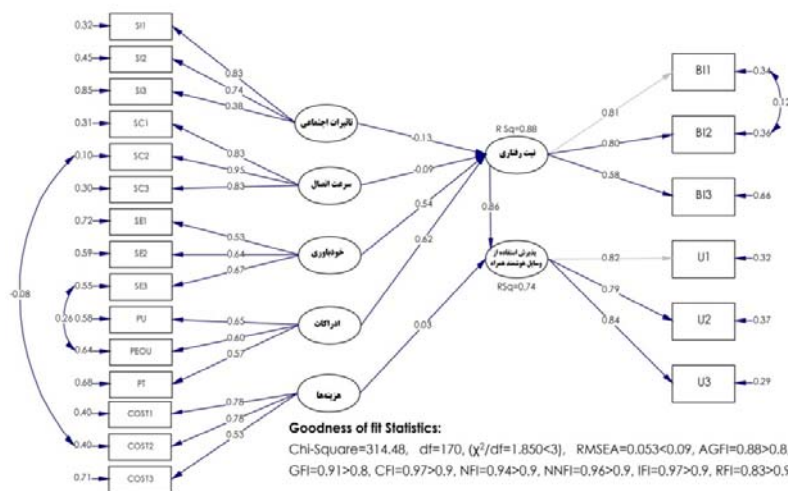 0.32
SI1
0.45
SI2
0.85
SI3
0.31
SC1
0.10
SC2
0.30
SC3
0.72
SE1
0.59
SE2
0.55
SE3
0.58
PU
0.64
PEOU
0.68
PT
0.40
COST1
0.40
COST2
0.71
COST3
-0.08
0.26
0.83
0.74
0.38
0.83
0.95
0.83
0.53
0.64
0.67
0.65
0.60
0.57
0.78
0.78
0.53
تاثیرات اجتماعی
سرعت اتصال
خودباوری
ادراکات
هزینه‌ها
-0.13
-0.09
0.54
0.62
0.03
R Sq=0.88
نیت رفتاری
0.86
پذیرش استفاده از
وسایل هوشمند همراه
RSq=0.74
0.81
0.80
0.58
0.82
0.79
0.84
BI1
0.34
0.12
BI2
0.36
BI3
0.66
U1
0.32
U2
0.37
U3
0.29
Goodness of fit Statistics:
Chi-Square=314.48, df=170, (χ²/df=1.850<3), RMSEA=0.053<0.09, AGFI=0.88>0.8,
GFI=0.91>0.8, CFI=0.97>0.9, NFI=0.94>0.9, NNFI=0.96>0.9, IFI=0.97>0.9, RFI=0.83>0.9